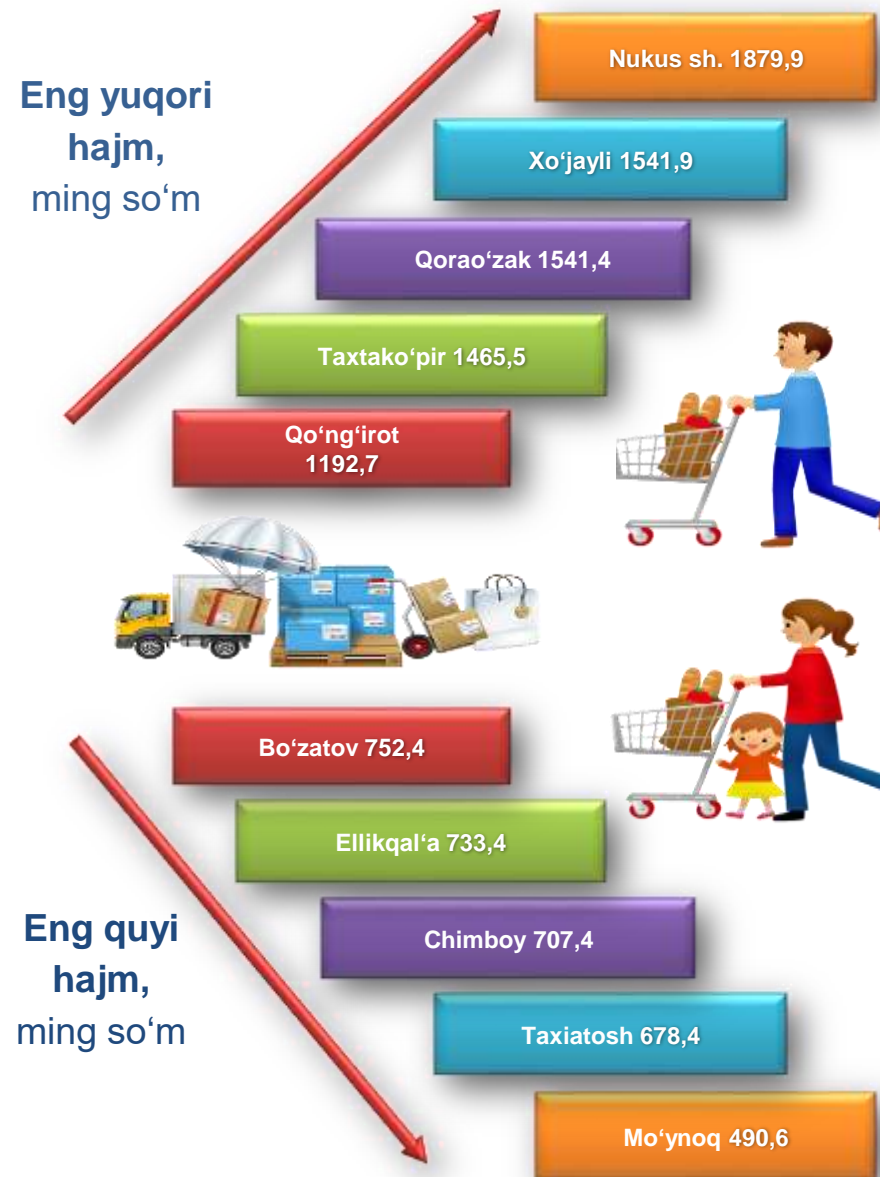 Eng yuqori
hajm,
ming so‘m
Nukus sh. 1879,9
Xo‘jayli 1541,9
Qorao‘zak 1541,4
Taxtako‘pir 1465,5
Qo‘ng‘irot
1192,7
Bo‘zatov 752,4
Ellikqal‘a 733,4
Chimboy 707,4
Taxiatosh 678,4
Mo‘ynoq 490,6
Eng quyi
hajm,
ming so‘m